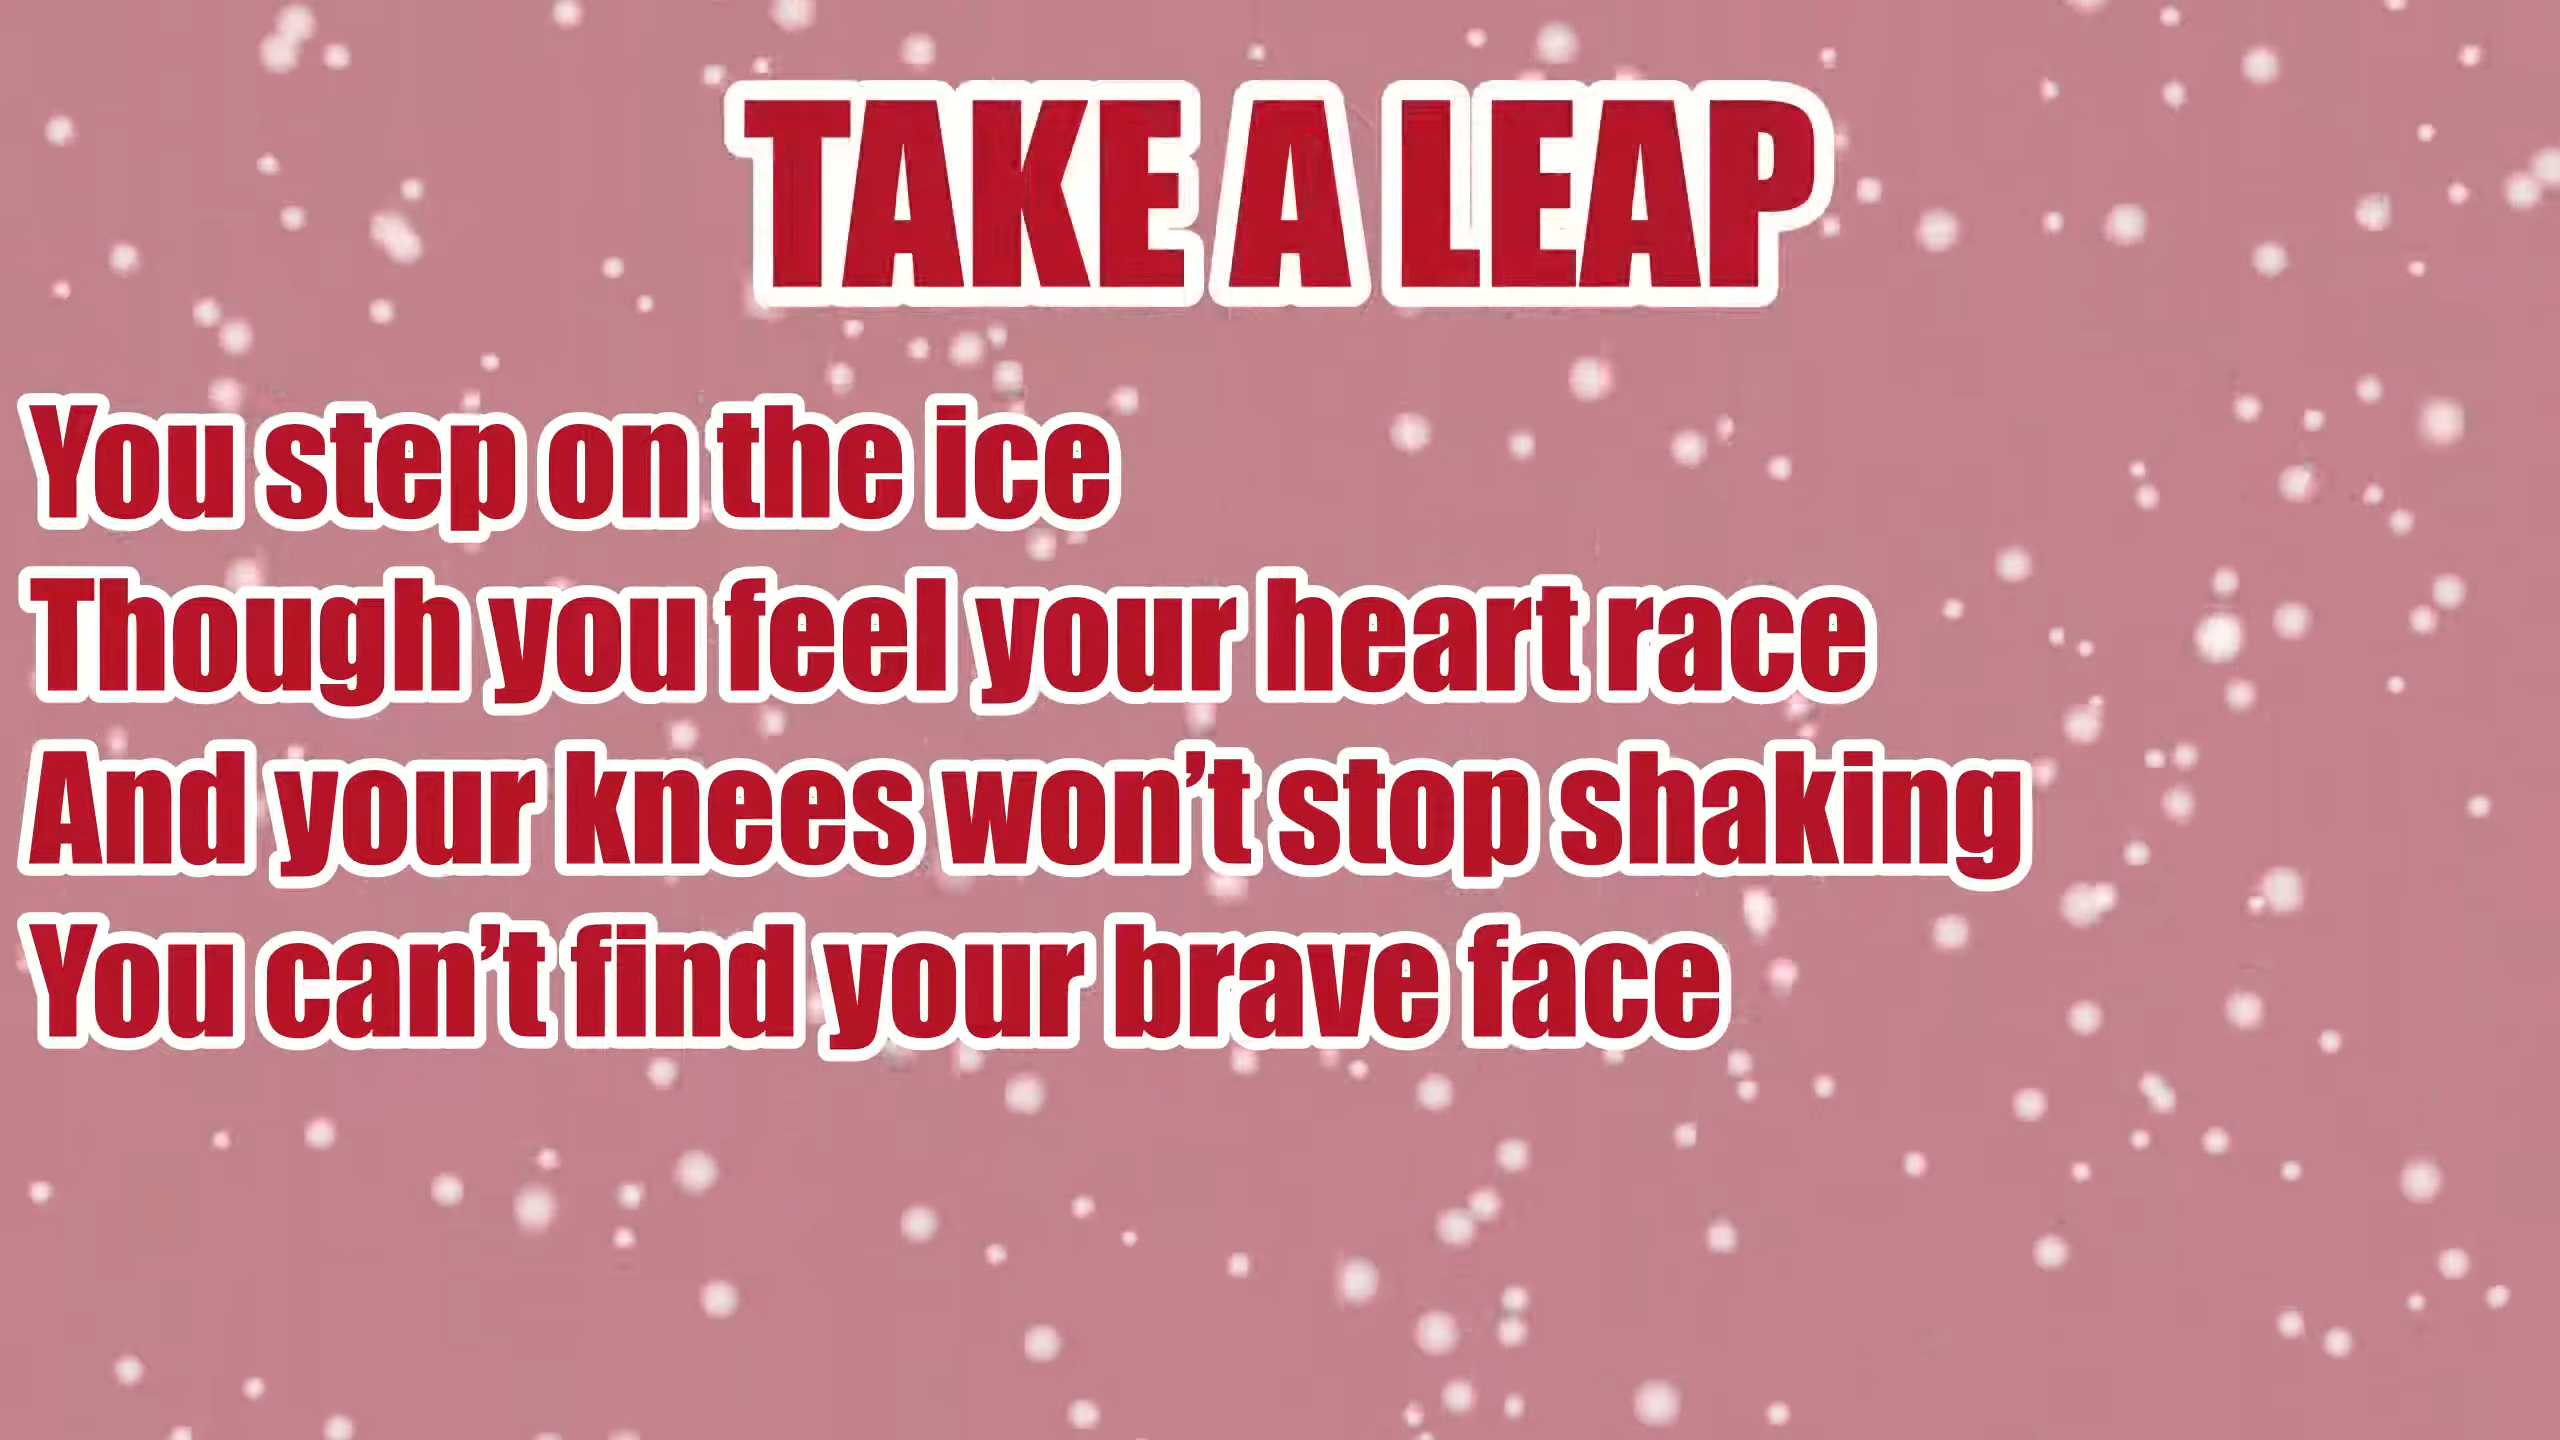 TAKE A LEAP
You step on the ice
Though you feel your heart race
And your knees won’t stop shaking
You can’t find your brave face